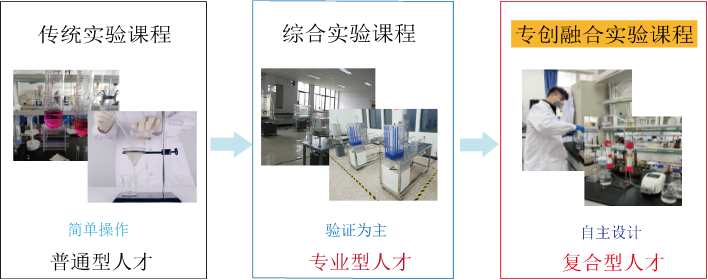 传统实验课程
简单操作
普通型人才
综合实验课程
验证为主
专业型人才
专创融合实验课程
自主设计
复合型人才